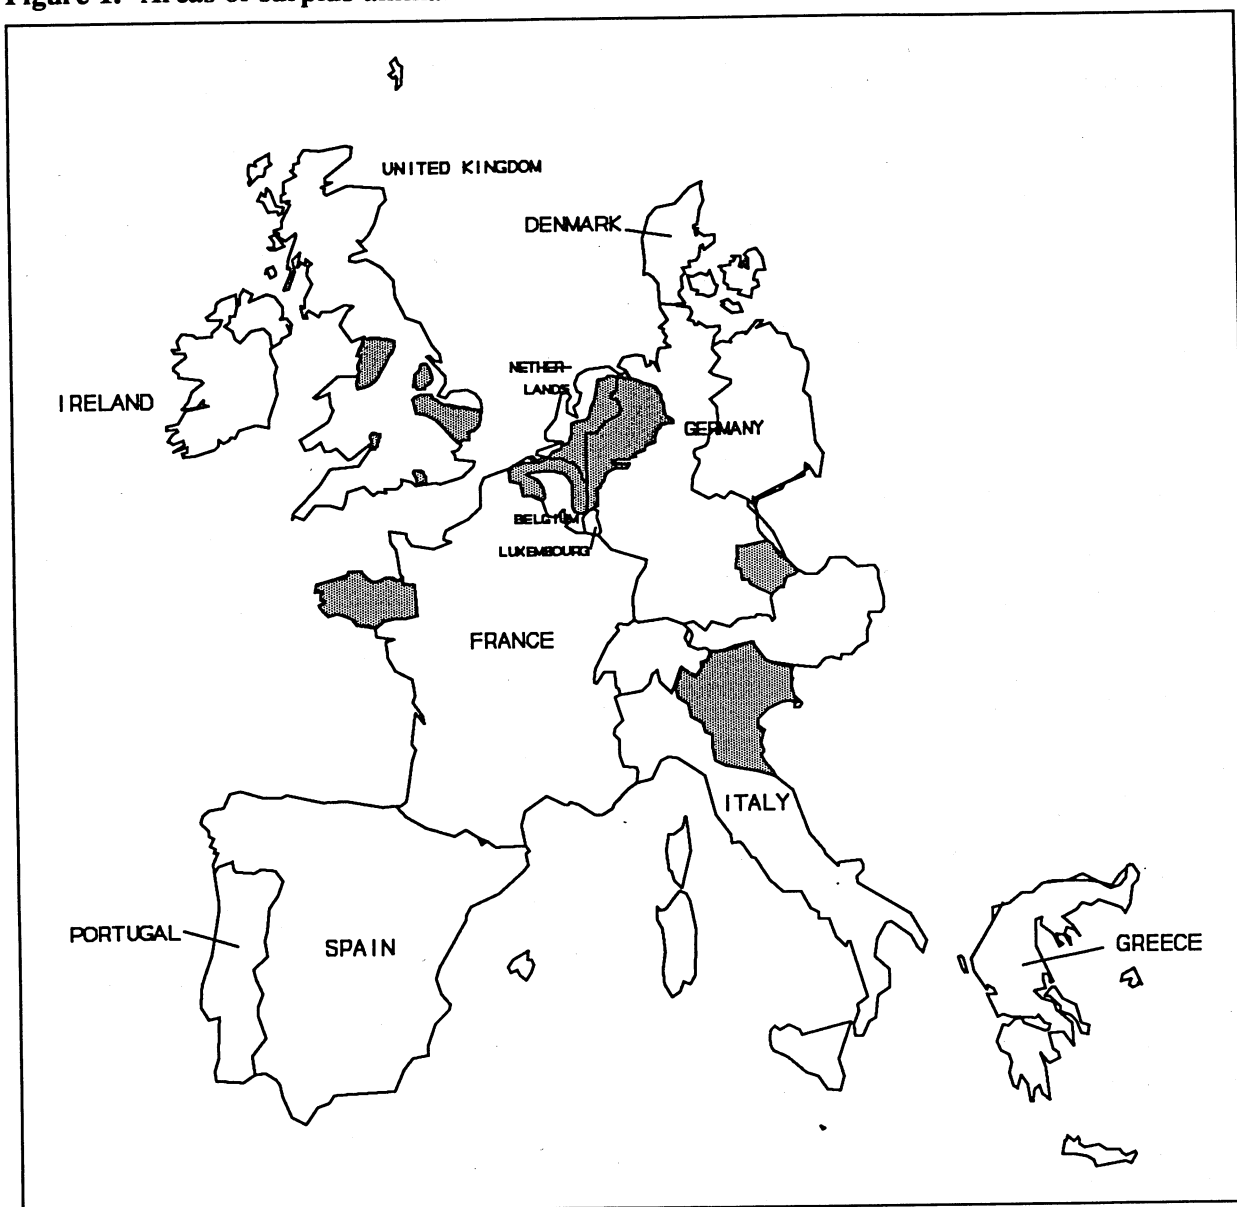 Figure 1. Areas of surplus
UNITED KINGDOM
DENMARK
NETHER-
LANDS
IRELAND
GERMANY
BELGIUM
LUXEMBOURG
FRANCE
ITALY
PORTUGAL
SPAIN
GREECE